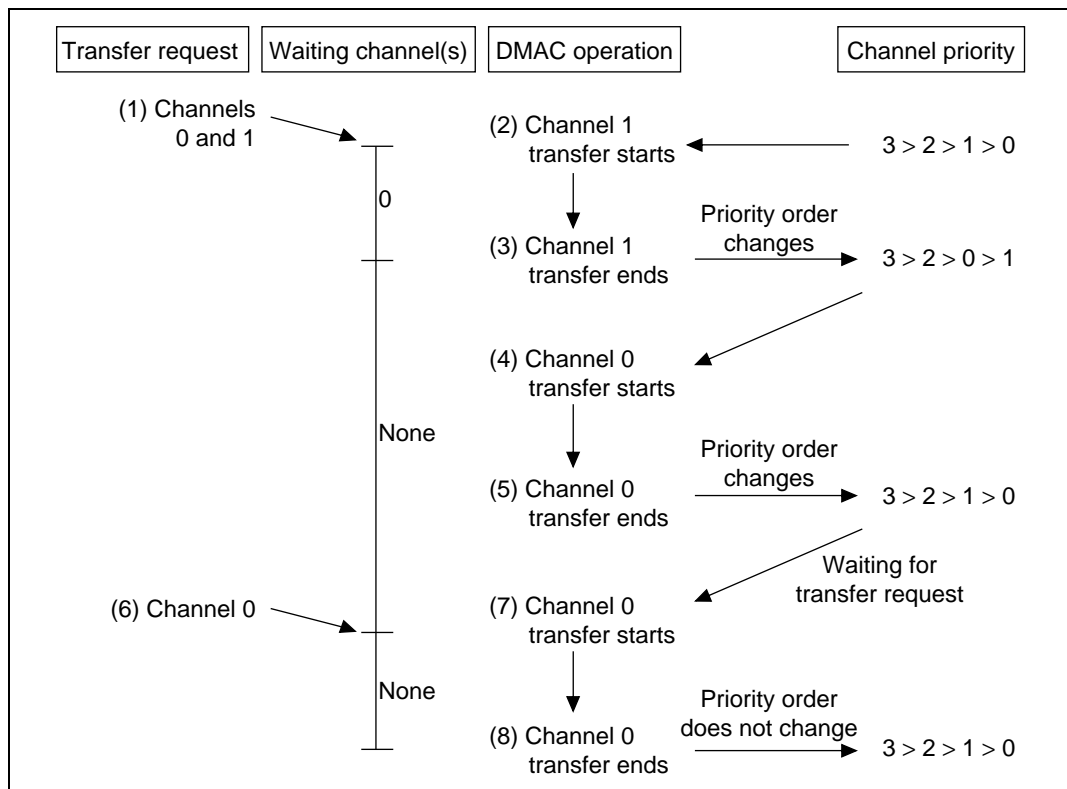 Transfer request
Waiting channel(s)
DMAC operation
Channel priority
(1) Channels
0 and 1
(2) Channel 1
transfer starts
3 > 2 > 1 > 0
0
(3) Channel 1
transfer ends
Priority order
changes
3 > 2 > 0 > 1
(4) Channel 0
transfer starts
None
(5) Channel 0
transfer ends
Priority order
changes
3 > 2 > 1 > 0
Waiting for
transfer request
(6) Channel 0
(7) Channel 0
transfer starts
None
(8) Channel 0
transfer ends
Priority order
does not change
3 > 2 > 1 > 0